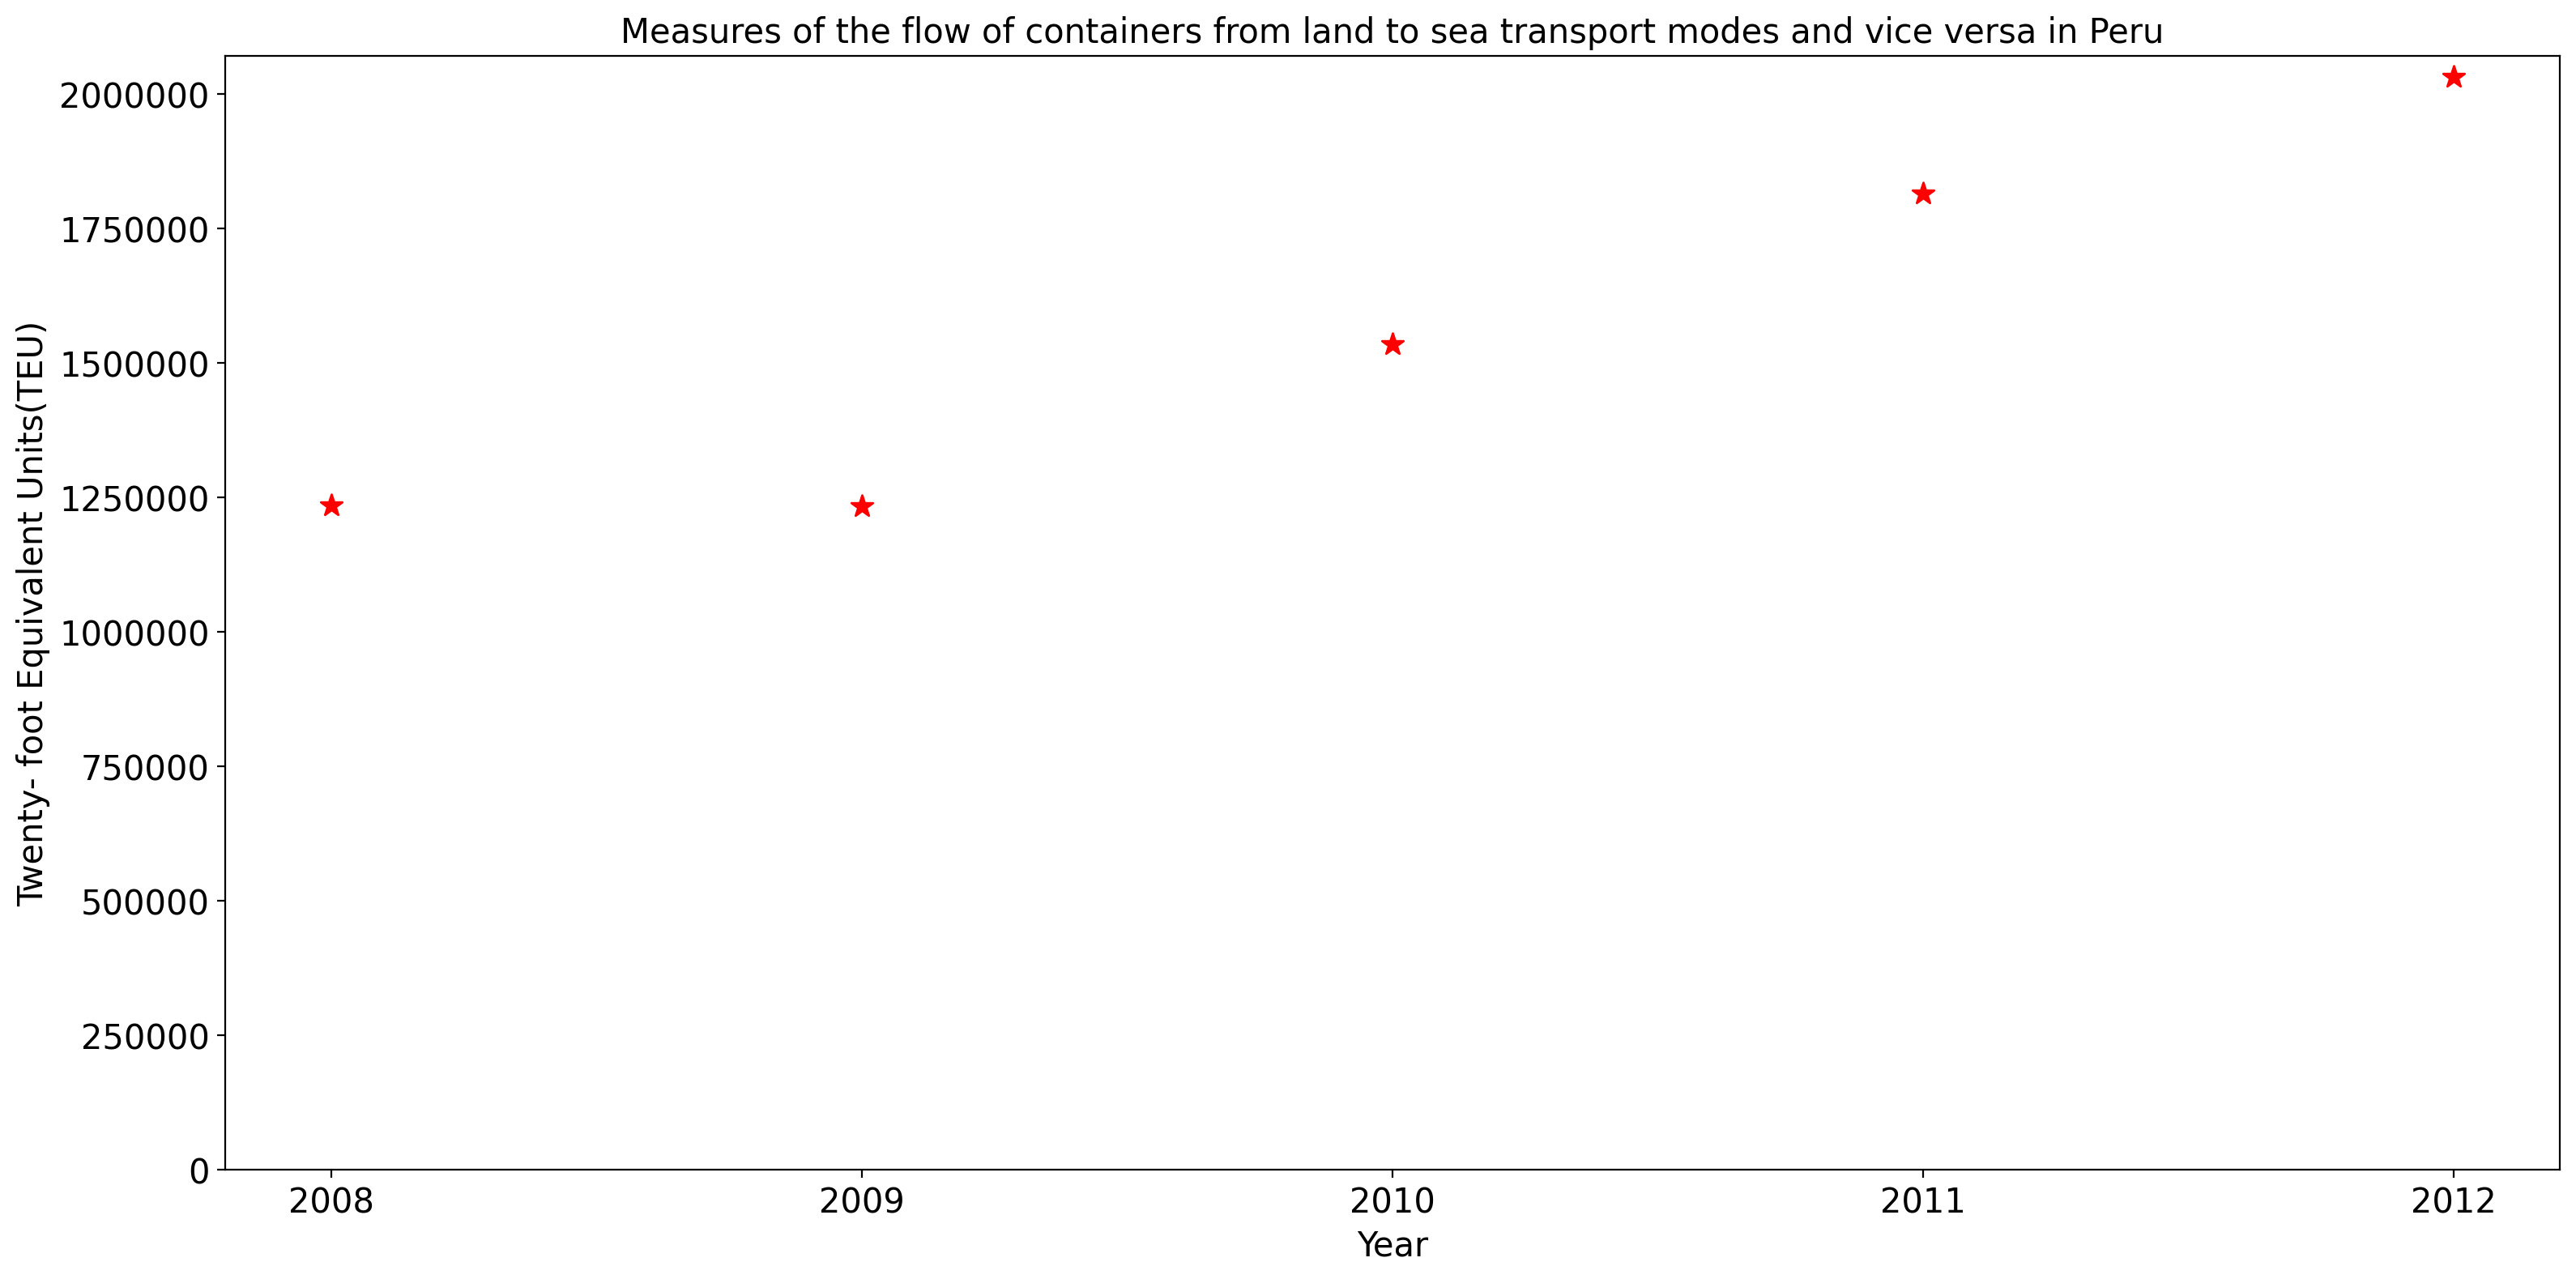 Measures of the flow of containers from land to sea transport modes and vice versa in Peru
Twenty- foot Equivalent Units(TEU)
2000000
1750000
1500000
1250000
1000000
750000
500000
250000
0
2008 2009 2010 2011 2012
Year